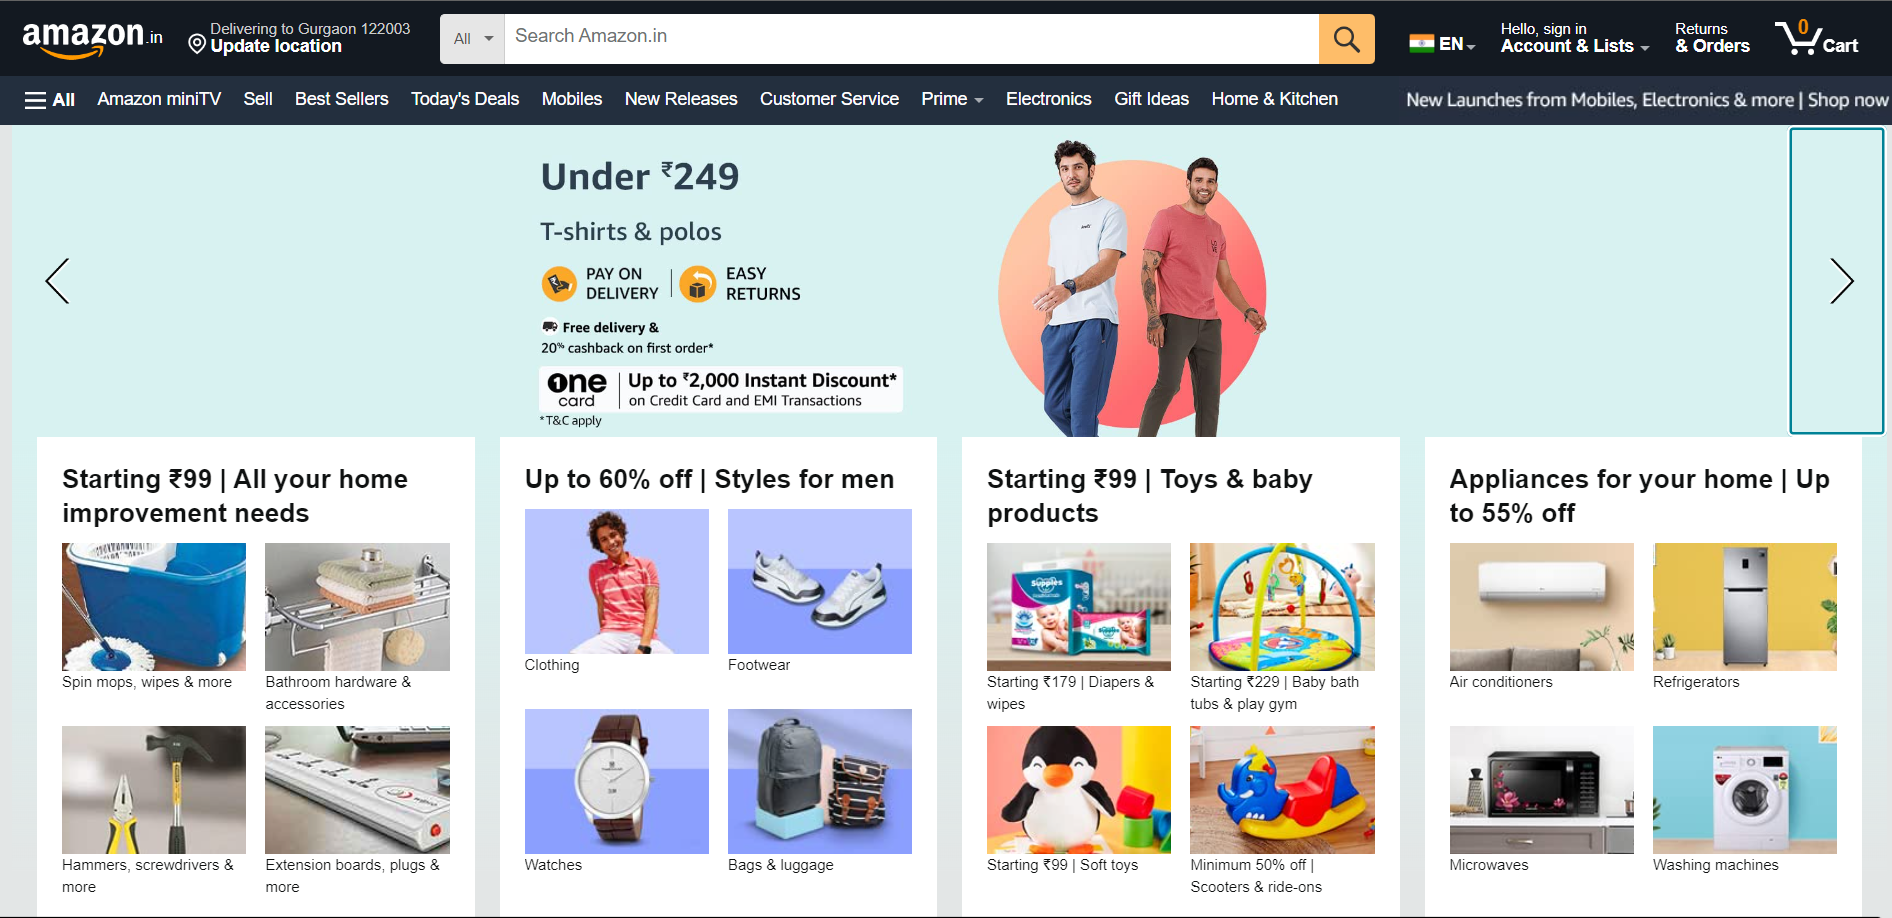 amazon.in
Delivering to Gurgaon 122003
Update location
All
Search Amazon.in
EN
Hello, sign in
Account & Lists
Returns
& Orders
0
Cart
All
Amazon miniTV
Sell
Best Sellers
Today's Deals
Mobiles
New Releases
Customer Service
Prime
Electronics
Gift Ideas
Home & Kitchen
New Launches from Mobiles, Electronics & more | Shop now
Under ₹249
T-shirts & polos
PAY ON
DELIVERY
EASY
RETURNS
Free delivery &
20% cashback on first order*
one
card
Up to ₹2,000 Instant Discount*
on Credit Card and EMI Transactions
*T&C apply
Starting ₹99 | All your home
improvement needs
Spin mops, wipes & more
Bathroom hardware &
accessories
Hammers, screwdrivers &
more
Extension boards, plugs &
more
Up to 60% off | Styles for men
Clothing
Footwear
Watches
Bags & luggage
Starting ₹99 | Toys & baby
products
Supples
Supples
Starting ₹179 | Diapers &
wipes
Starting ₹229 | Baby bath
tubs & play gym
Starting ₹99 | Soft toys
Minimum 50% off |
Scooters & ride-ons
Appliances for your home | Up
to 55% off
Air conditioners
Refrigerators
Microwaves
Washing machines